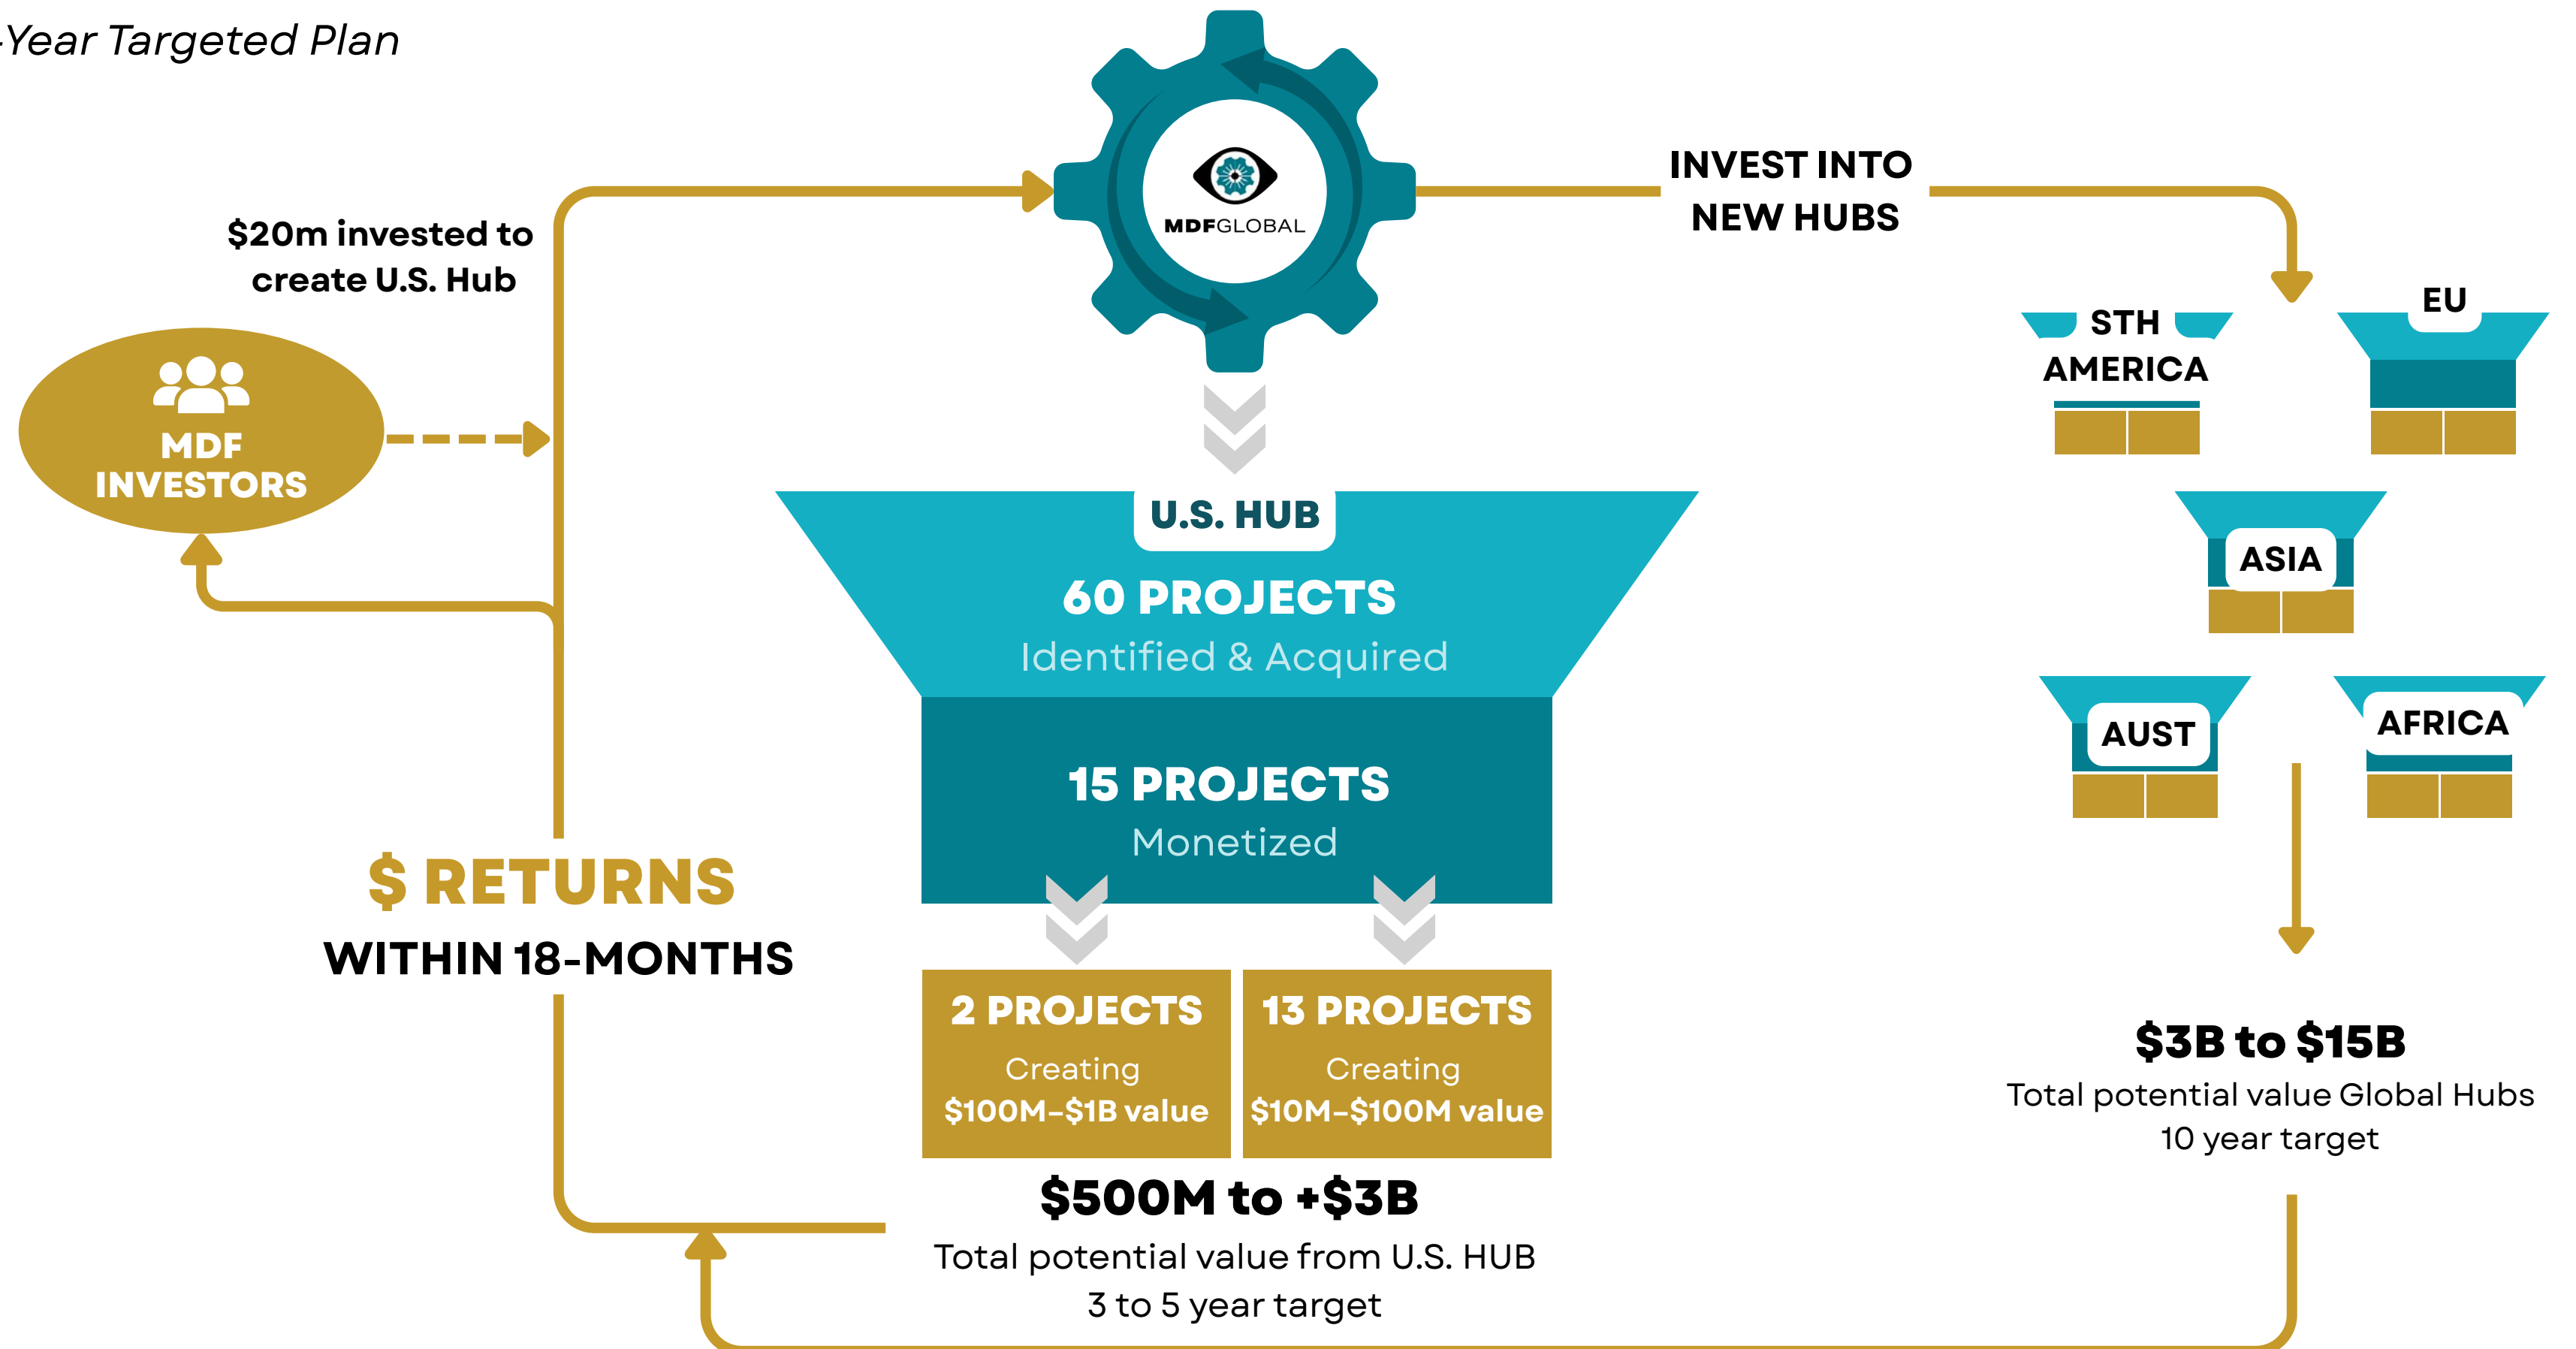 -Year Targeted Plan
$20m invested to
create U.S. Hub
MDF
INVESTORS
MDFGLOBAL
INVEST INTO
NEW HUBS
STH
AMERICA
EU
ASIA
AUST
AFRICA
U.S. HUB
60 PROJECTS
Identified & Acquired
15 PROJECTS
Monetized
$ RETURNS
WITHIN 18-MONTHS
2 PROJECTS
Creating
$100M–$1B value
13 PROJECTS
Creating
$10M–$100M value
$500M to +$3B
Total potential value from U.S. HUB
3 to 5 year target
$3B to $15B
Total potential value Global Hubs
10 year target